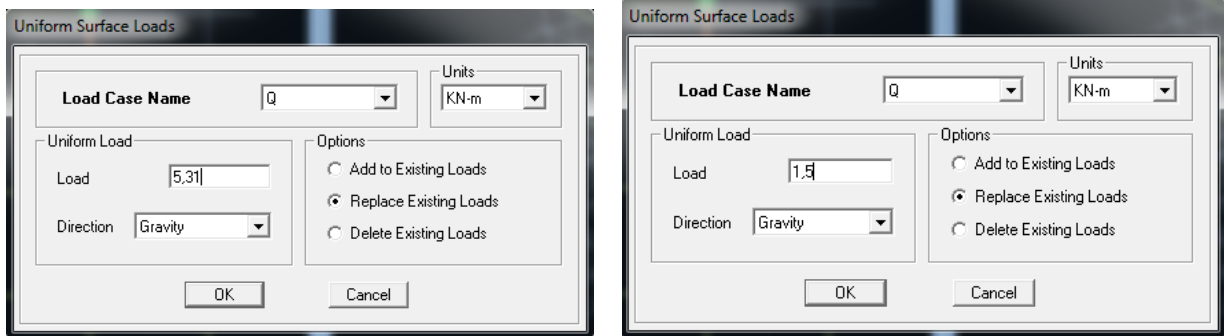 Uniform Surface Loads
Units
Load Case Name Q KN-m
Uniform Load
Options
Load 5,31
Add to Existing Loads
Replace Existing Loads
Direction Gravity
Delete Existing Loads
OK Cancel
Uniform Surface Loads
Units
Load Case Name Q KN-m
Uniform Load
Options
Load 1,5
Add to Existing Loads
Replace Existing Loads
Direction Gravity
Delete Existing Loads
OK Cancel